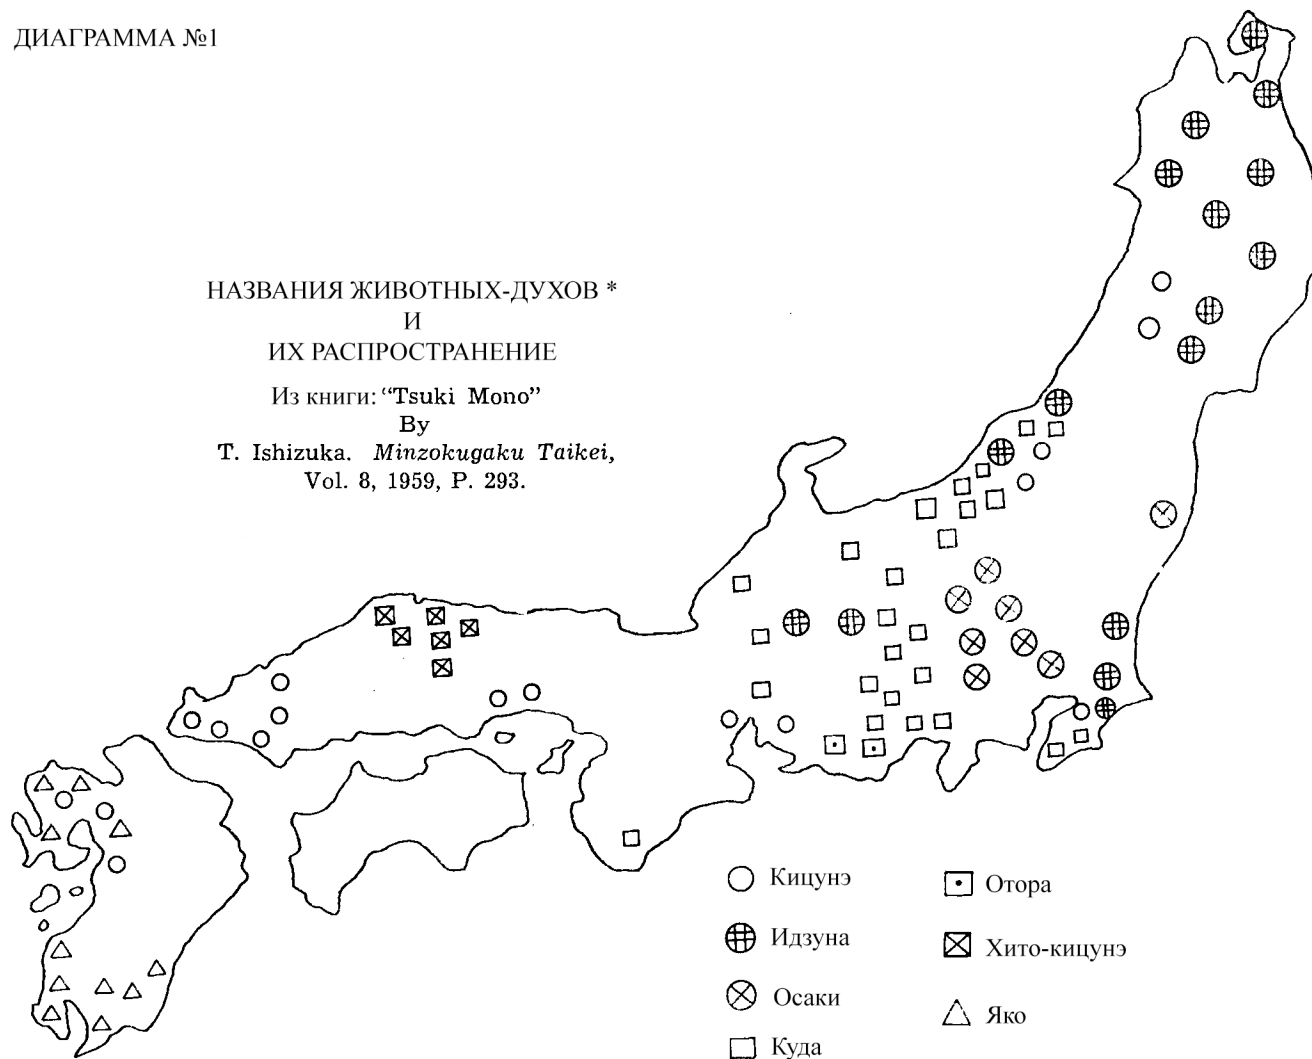 ДИАГРАММА №1
НАЗВАНИЯ ЖИВОТНЫХ-ДУХОВ *
И
ИХ РАСПРОСТРАНЕНИЕ
Из книги: “Tsuki Mono”
By
T. Ishizuka. Minzokugaku Taikei,
Vol. 8, 1959, P. 293.
Кицунэ
Идзуна
Осаки
Куда
Отора
Хито-кицунэ
Яко